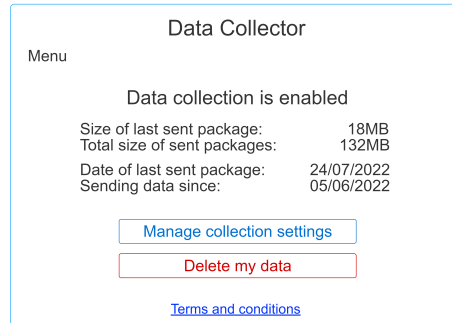 Data Collector
Menu
Data collection is enabled
Size of last sent package: 18MB
Total size of sent packages: 132MB
Date of last sent package: 24/07/2022
Sending data since: 05/06/2022
Manage collection settings
Delete my data
Terms and conditions